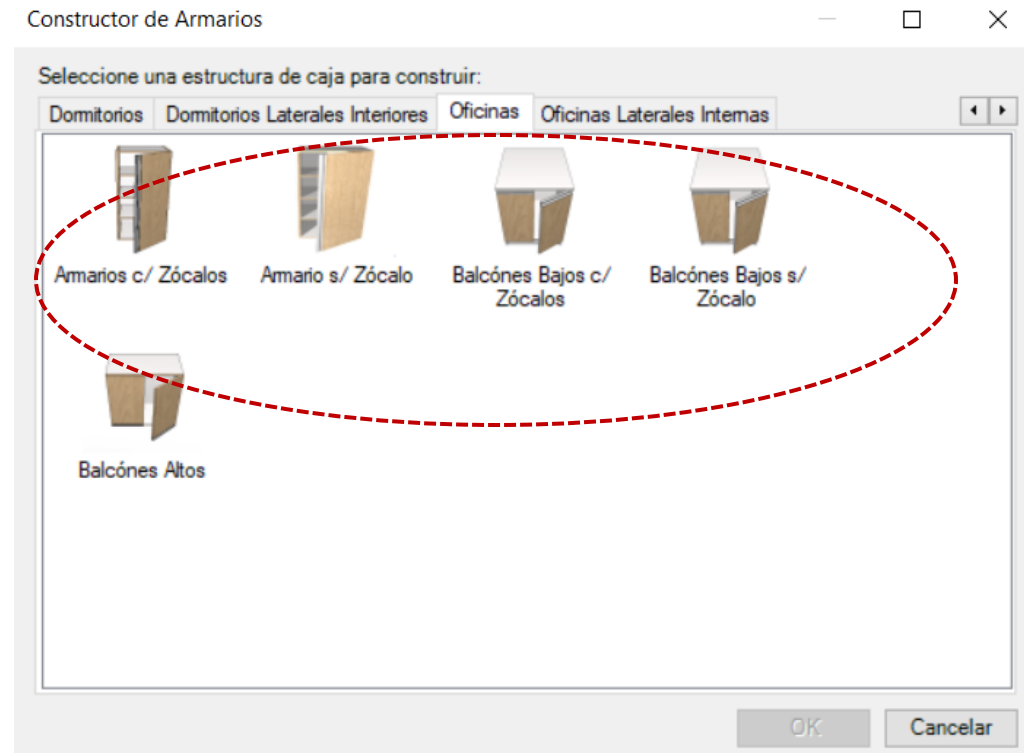 Constructor de Armarios
Seleccione una estructura de caja para construir:
Dormitorios Dormitorios Laterales Interiores Oficinas Oficinas Laterales Internas
Armarios c/ Zócalos Armario s/ Zócalo Balcónes Bajos c/ Zócalos Balcónes Bajos s/ Zócalo
Balcónes Altos
OK Cancelar